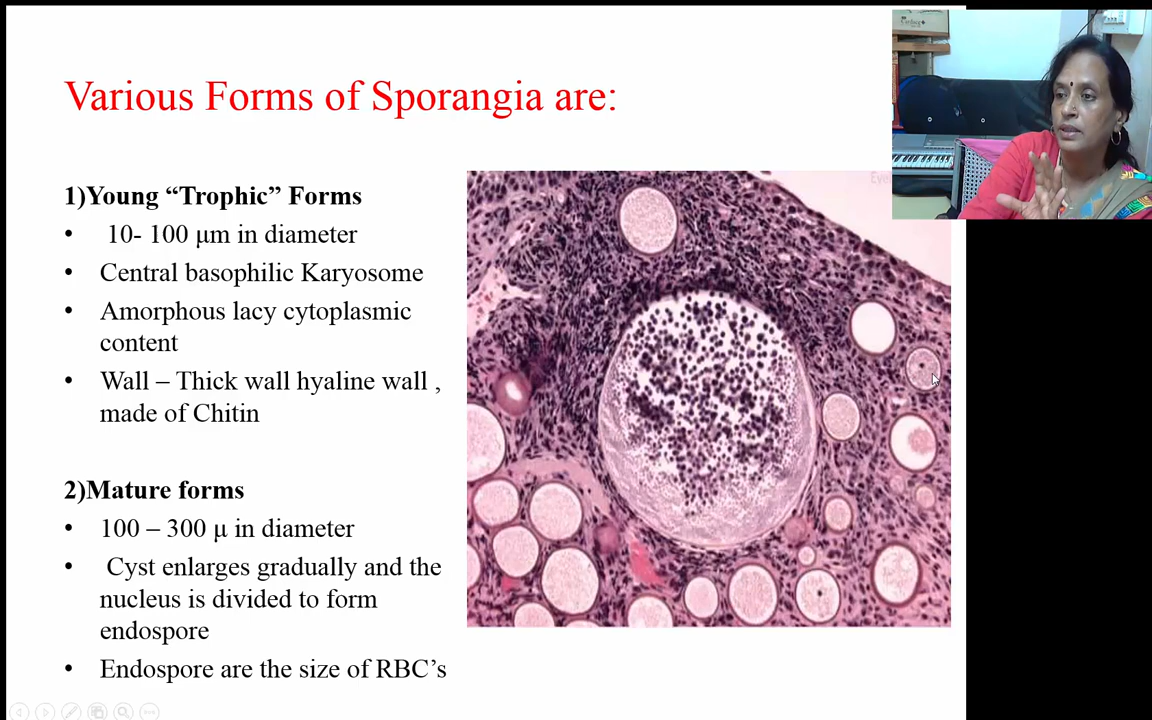 Various Forms of Sporangia are:
1)Young “Trophic” Forms
• 10- 100 μm in diameter
• Central basophilic Karyosome
• Amorphous lacy cytoplasmic
content
• Wall – Thick wall hyaline wall ,
made of Chitin
2)Mature forms
• 100 – 300 μ in diameter
• Cyst enlarges gradually and the
nucleus is divided to form
endospore
• Endospore are the size of RBC’s